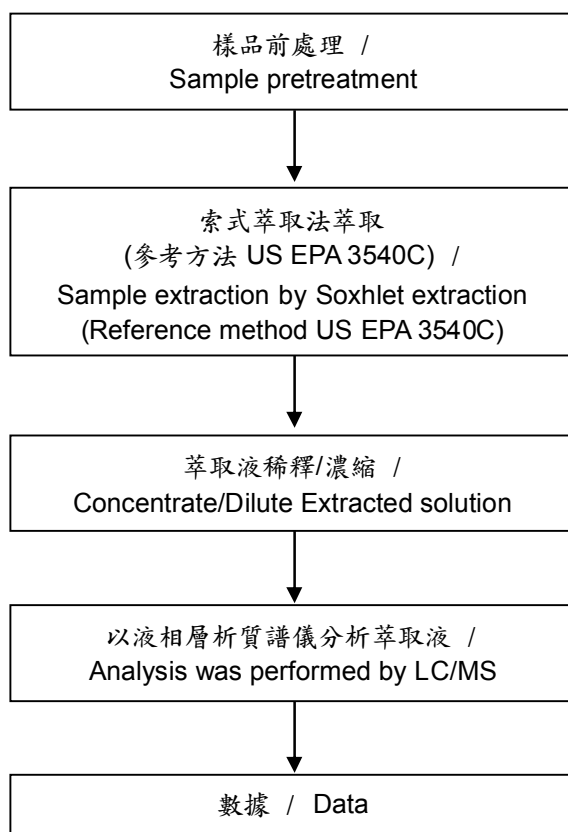 樣品前處理 /
Sample pretreatment
索式萃取法萃取
(參考方法 US EPA 3540C) /
Sample extraction by Soxhlet extraction
(Reference method US EPA 3540C)
萃取液稀釋/濃縮 /
Concentrate/Dilute Extracted solution
以液相層析質譜儀分析萃取液 /
Analysis was performed by LC/MS
數據 / Data